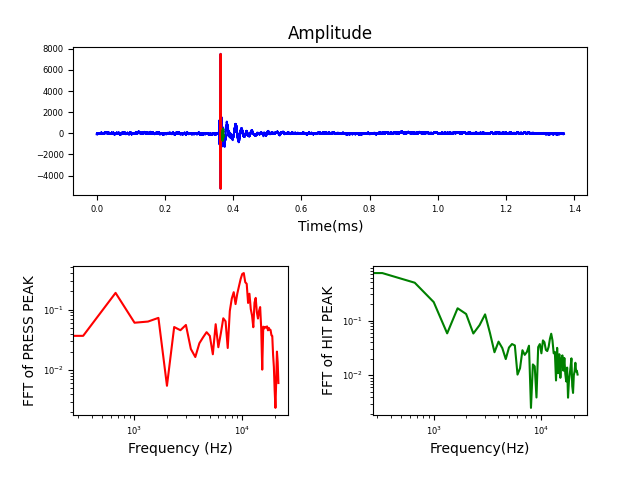 Amplitude
8000
6000
4000
2000
0
−2000
−4000
0.0 0.2 0.4 0.6 0.8 1.0 1.2 1.4
Time(ms)
FFT of PRESS PEAK
10⁻¹
10⁻²
10³ 10⁴
Frequency (Hz)
FFT of HIT PEAK
10⁻¹
10⁻²
10³ 10⁴
Frequency(Hz)